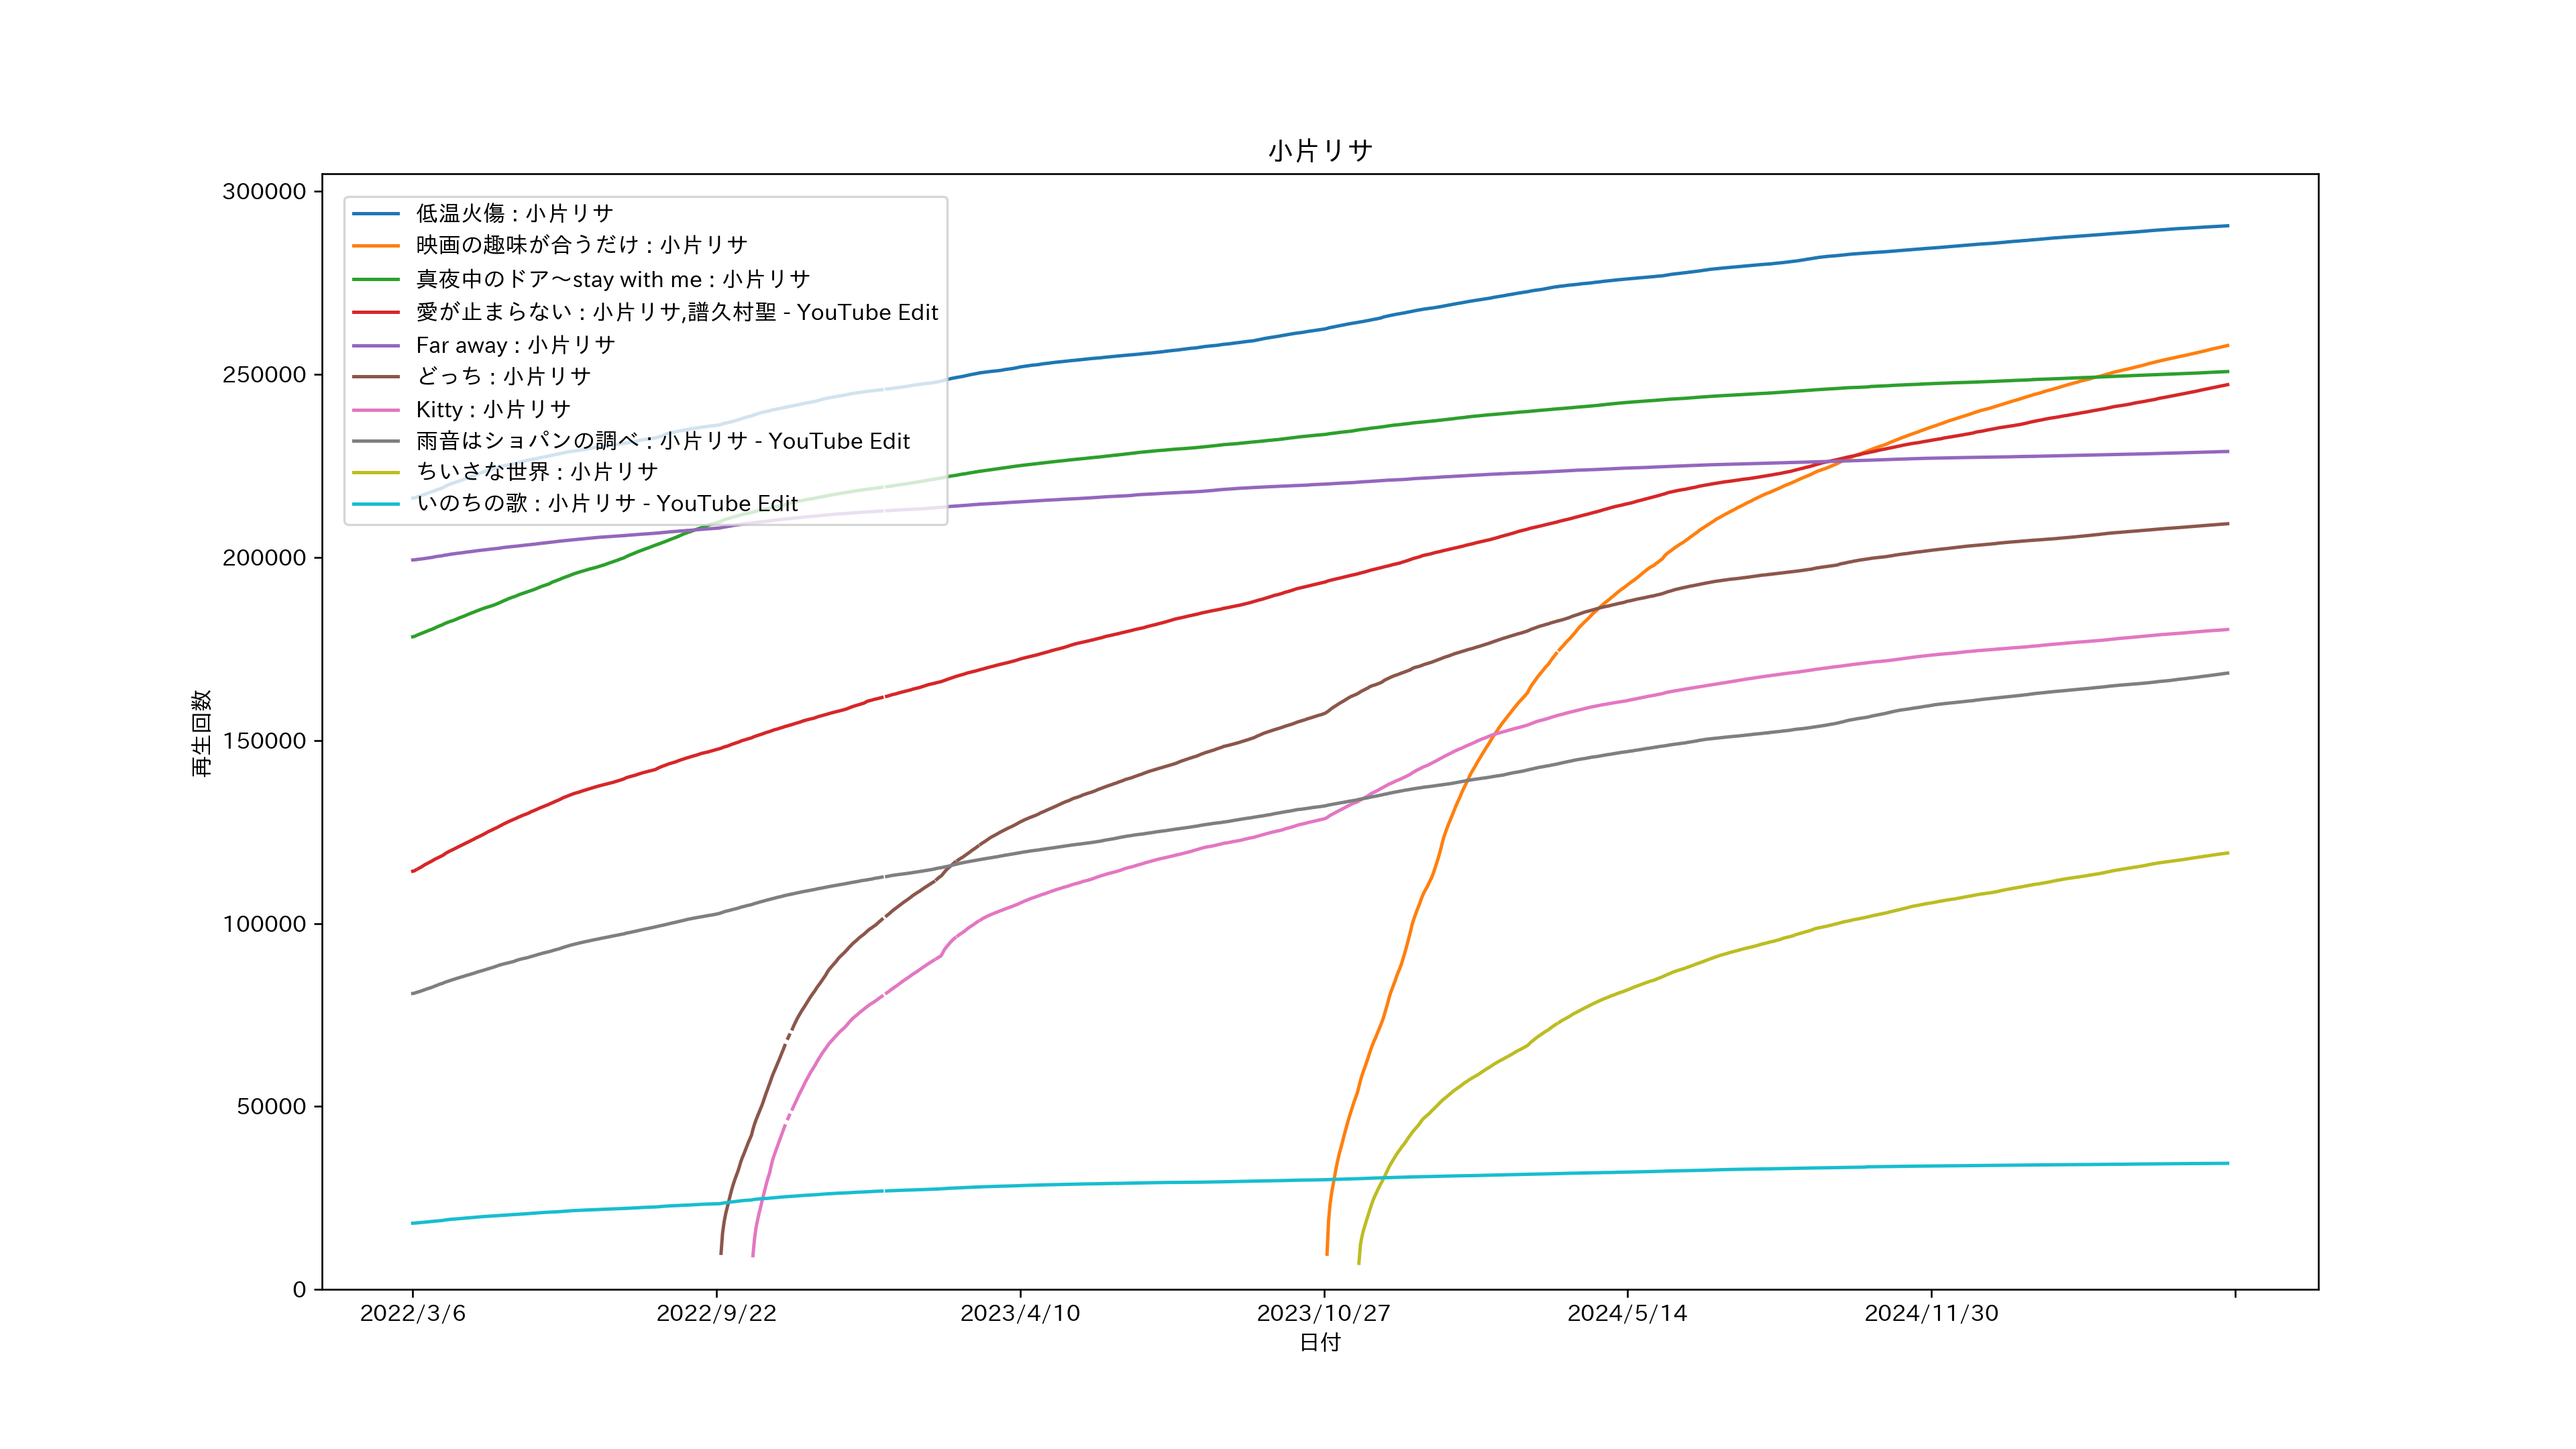 小片リサ
300000
250000
200000
150000
100000
50000
0
再生回数
低温火傷 : 小片リサ
映画の趣味が合うだけ : 小片リサ
真夜中のドア～stay with me : 小片リサ
愛が止まらない : 小片リサ,譜久村聖 - YouTube Edit
Far away : 小片リサ
どっち : 小片リサ
Kitty : 小片リサ
雨音はショパンの調べ : 小片リサ - YouTube Edit
ちいさな世界 : 小片リサ
いのちの歌 : 小片リサ - YouTube Edit
2022/3/6
2022/9/22
2023/4/10
2023/10/27
2024/5/14
2024/11/30
日付